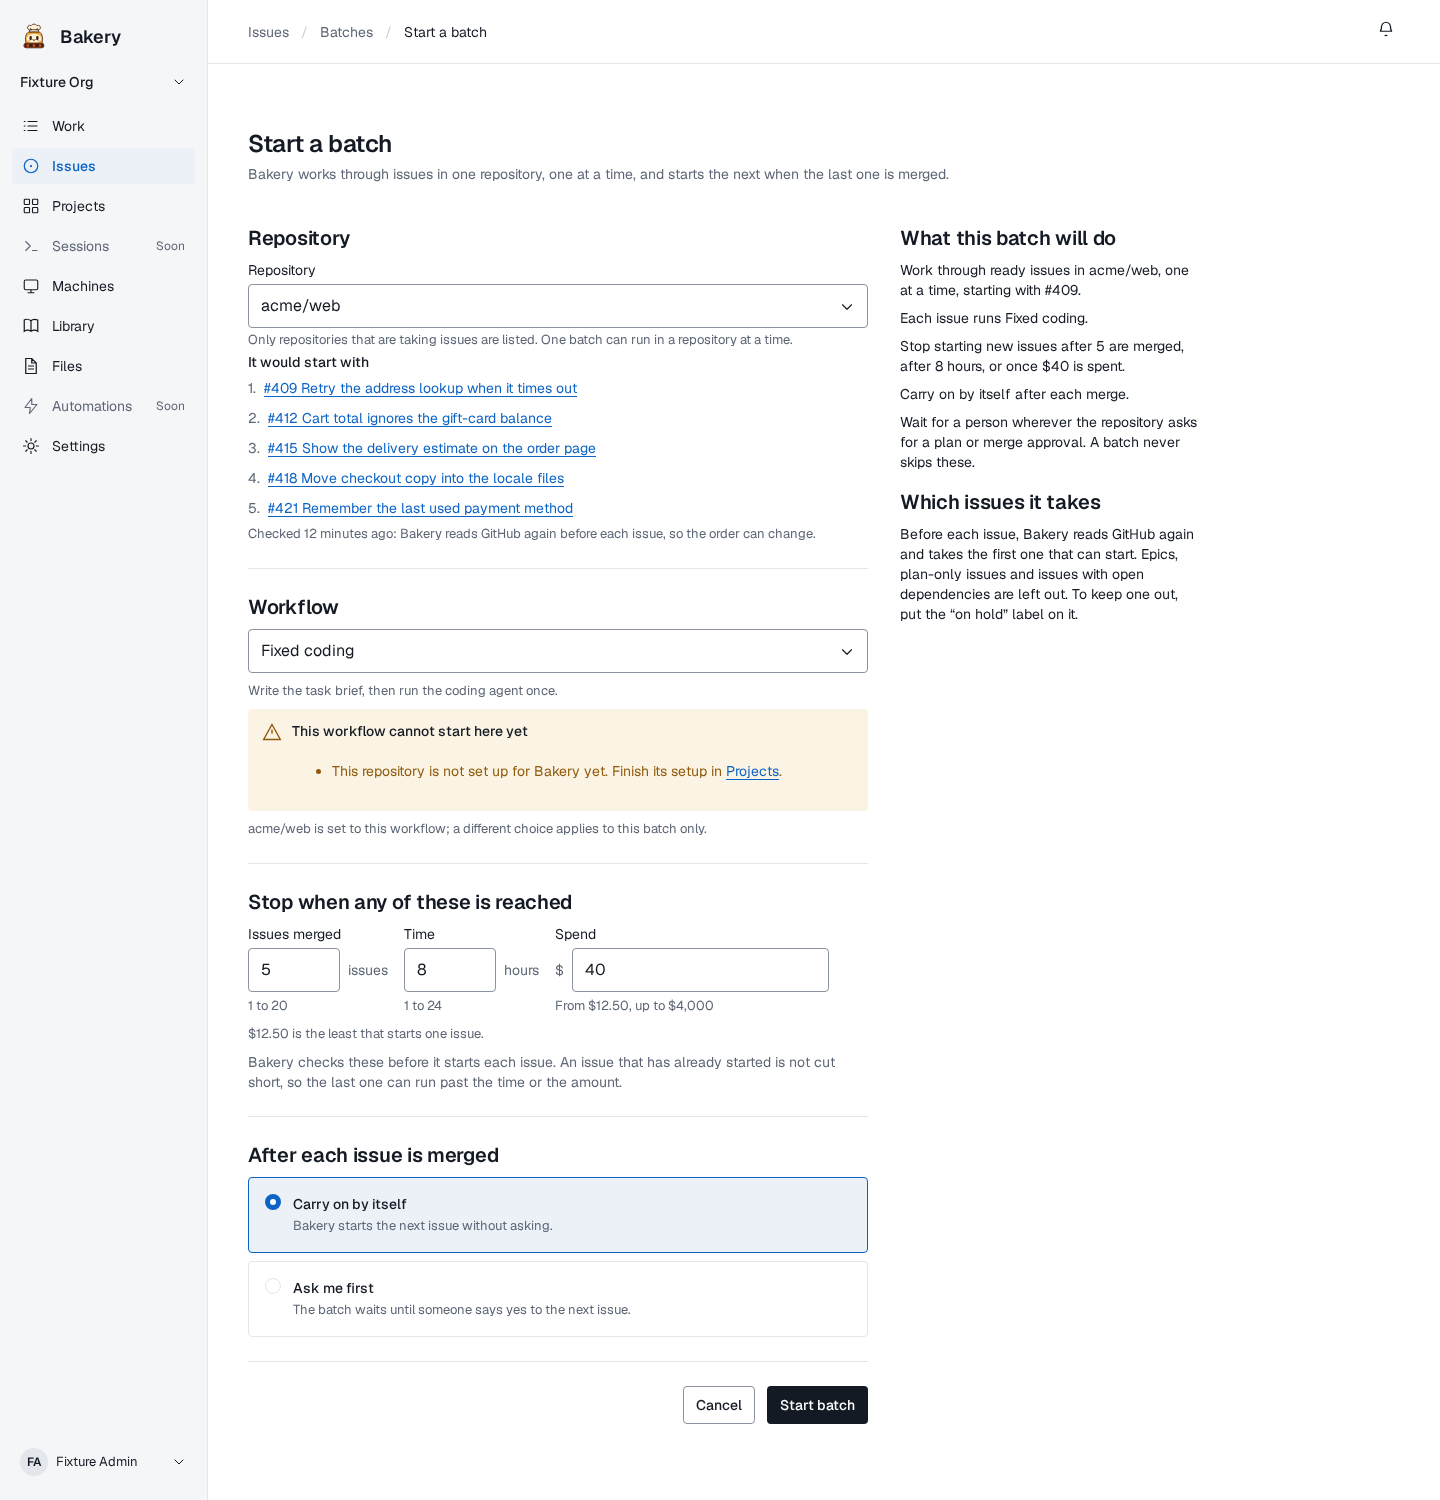 Bakery
Fixture Org
Work
Issues
Projects
Sessions Soon
Machines
Library
Files
Automations Soon
Settings
FA Fixture Admin
Issues / Batches / Start a batch
Start a batch
Bakery works through issues in one repository, one at a time, and starts the next when the last one is merged.
Repository
Repository
acme/web
Only repositories that are taking issues are listed. One batch can run in a repository at a time.
It would start with
1. #409 Retry the address lookup when it times out
2. #412 Cart total ignores the gift-card balance
3. #415 Show the delivery estimate on the order page
4. #418 Move checkout copy into the locale files
5. #421 Remember the last used payment method
Checked 12 minutes ago: Bakery reads GitHub again before each issue, so the order can change.
Workflow
Fixed coding
Write the task brief, then run the coding agent once.
This workflow cannot start here yet
• This repository is not set up for Bakery yet. Finish its setup in Projects.
acme/web is set to this workflow; a different choice applies to this batch only.
Stop when any of these is reached
Issues merged Time Spend
5 issues 8 hours $ 40
1 to 20 1 to 24 From $12.50, up to $4,000
$12.50 is the least that starts one issue.
Bakery checks these before it starts each issue. An issue that has already started is not cut
short, so the last one can run past the time or the amount.
After each issue is merged
Carry on by itself
Bakery starts the next issue without asking.
Ask me first
The batch waits until someone says yes to the next issue.
Cancel Start batch
What this batch will do
Work through ready issues in acme/web, one
at a time, starting with #409.
Each issue runs Fixed coding.
Stop starting new issues after 5 are merged,
after 8 hours, or once $40 is spent.
Carry on by itself after each merge.
Wait for a person wherever the repository asks
for a plan or merge approval. A batch never
skips these.
Which issues it takes
Before each issue, Bakery reads GitHub again
and takes the first one that can start. Epics,
plan-only issues and issues with open
dependencies are left out. To keep one out,
put the “on hold” label on it.